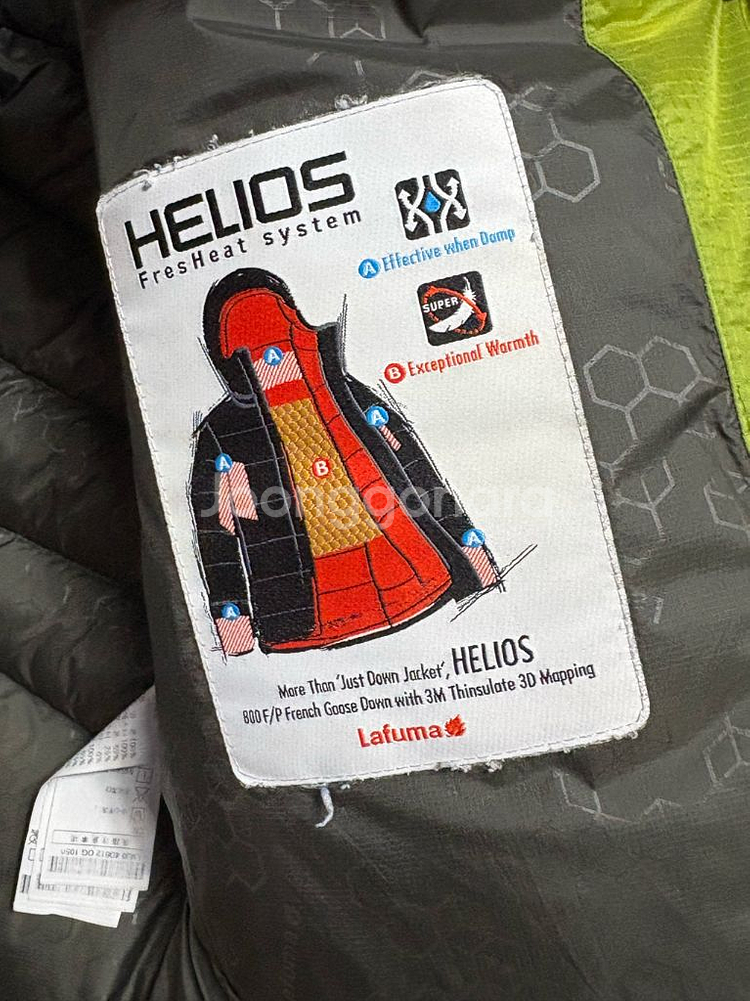 HELIOS
FresHeat system
A Effective when Damp
SUPER
B Exceptional Warmth
A
A
A
B
A
A
Joonggonara
More Than 'Just Down Jacket', HELIOS
800 F/P French Goose Down with 3M Thinsulate 3D Mapping
Lafuma